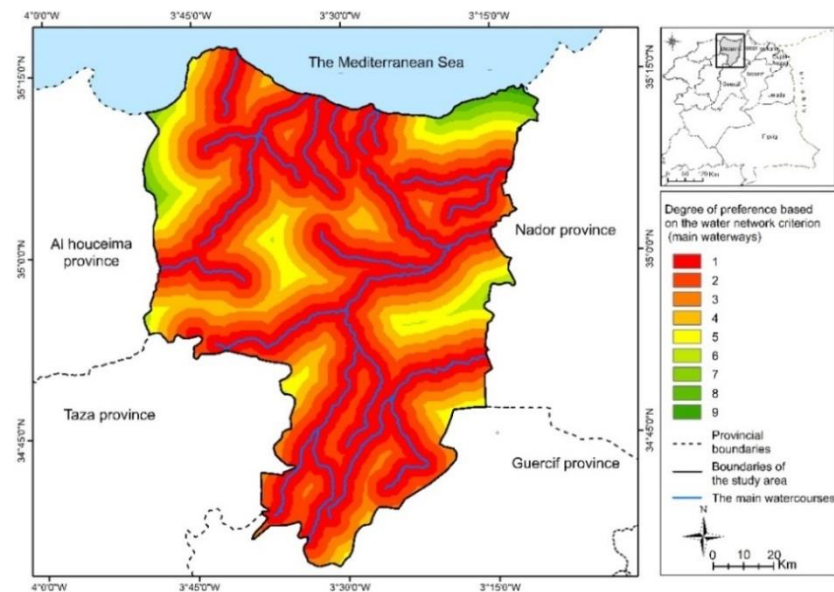 4°0'0"W
3°45'0"W
3°30'0"W
3°15'0"W
35°15'0"N
35°15'0"N
The Mediterranean Sea
Al houceima
province
Nador province
35°0'0"N
35°0'0"N
Taza province
Guercif province
34°45'0"N
34°45'0"N
4°0'0"W
3°45'0"W
3°30'0"W
3°15'0"W
Km
Degree of preference based
on the water network criterion
(main waterways)
1
2
3
4
5
6
7
8
9
Provincial
boundaries
Boundaries of
the study area
The main watercourses
N
0 10 20
Km